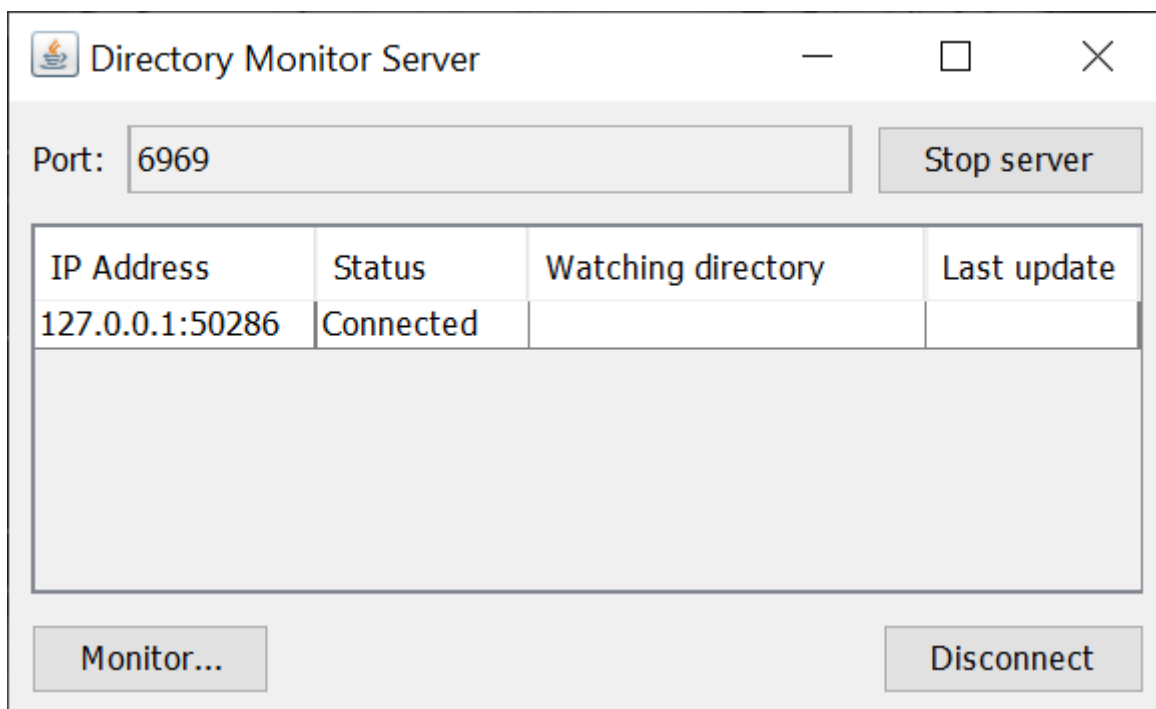 Directory Monitor Server
Port: 6969 Stop server
IP Address Status Watching directory Last update
127.0.0.1:50286 Connected
Monitor... Disconnect